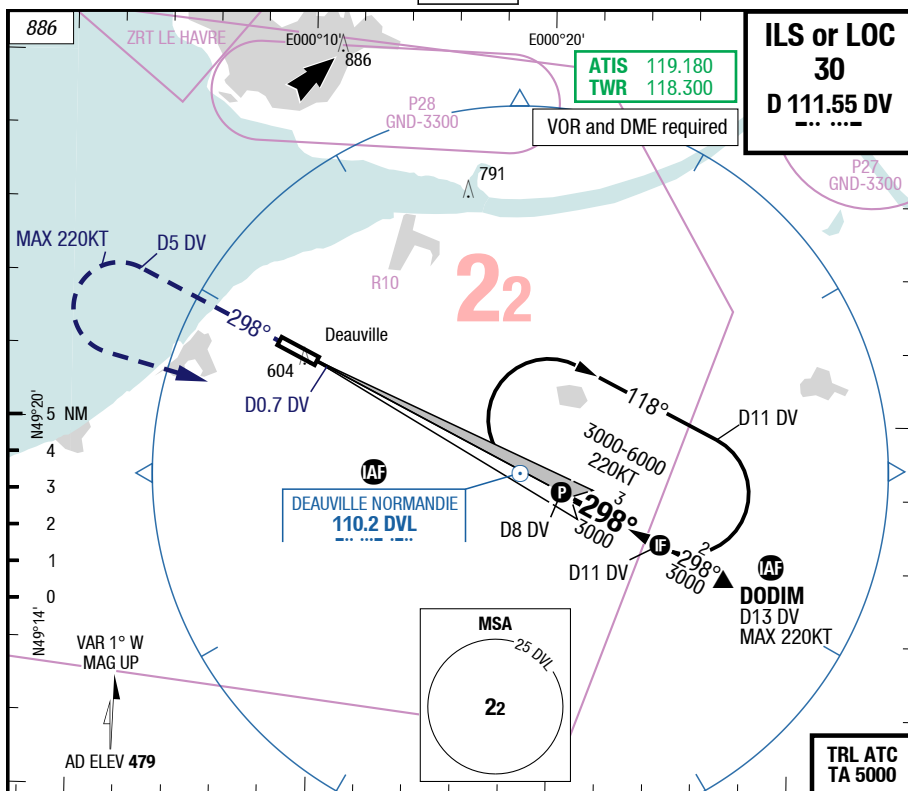 886
ZRT LE HAVRE
E000°10'
886
E000°20'
ATIS 119.180
TWR 118.300
ILS or LOC
30
D 111.55 DV
VOR and DME required
P28
GND-3300
P27
GND-3300
791
MAX 220KT
D5 DV
R10
22
298°
Deauville
604
D0.7 DV
118°
D11 DV
3000-6000
220KT
N49°20'
5 NM
4
3
2
1
0
N49°14'
IAF
DEAUVILLE NORMANDIE
110.2 DVL
P
D8 DV
3
298°
3000
IF
D11 DV
2
298°
3000
IAF
DODIM
D13 DV
MAX 220KT
VAR 1° W
MAG UP
AD ELEV 479
MSA
25 DVL
22
TRL ATC
TA 5000